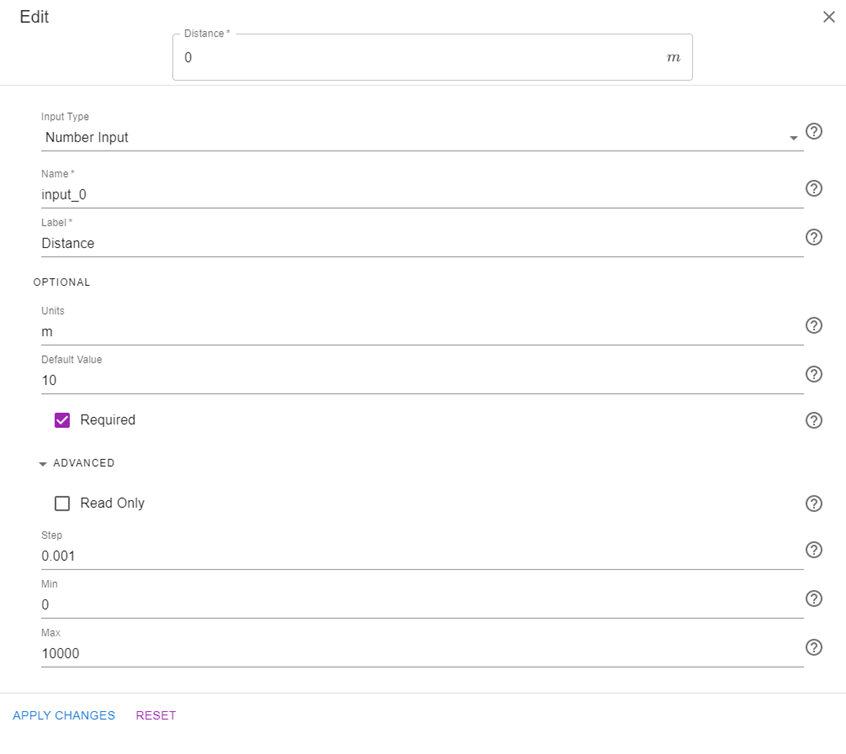 Edit
Distance *
0 m
Input Type
Number Input
Name *
input_0
Label *
Distance
OPTIONAL
Units
m
Default Value
10
Required
ADVANCED
Read Only
Step
0.001
Min
0
Max
10000
APPLY CHANGES RESET